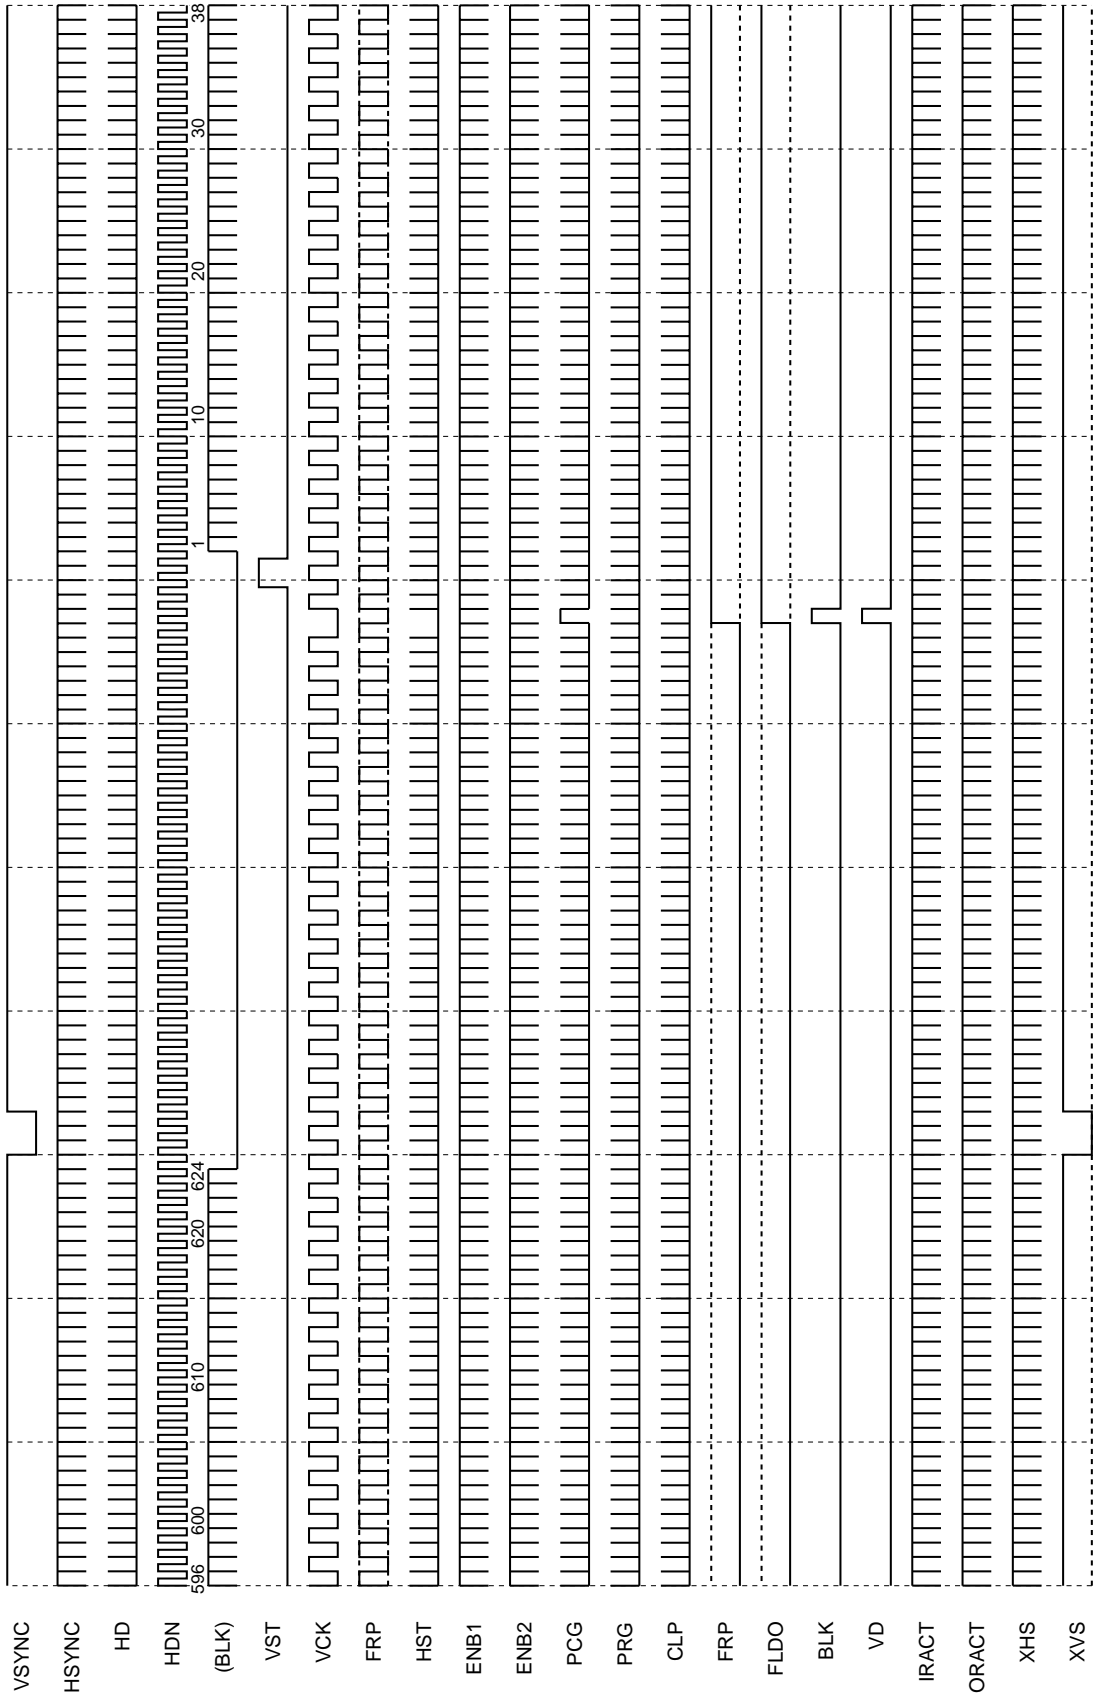 VSYNC
HSYNC
HD
HDN
(BLK)
596
600
610
620
624
1
10
20
30
38
VST
VCK
FRP
HST
ENB1
ENB2
PCG
PRG
CLP
FRP
FLDO
BLK
VD
IRACT
ORACT
XHS
XVS